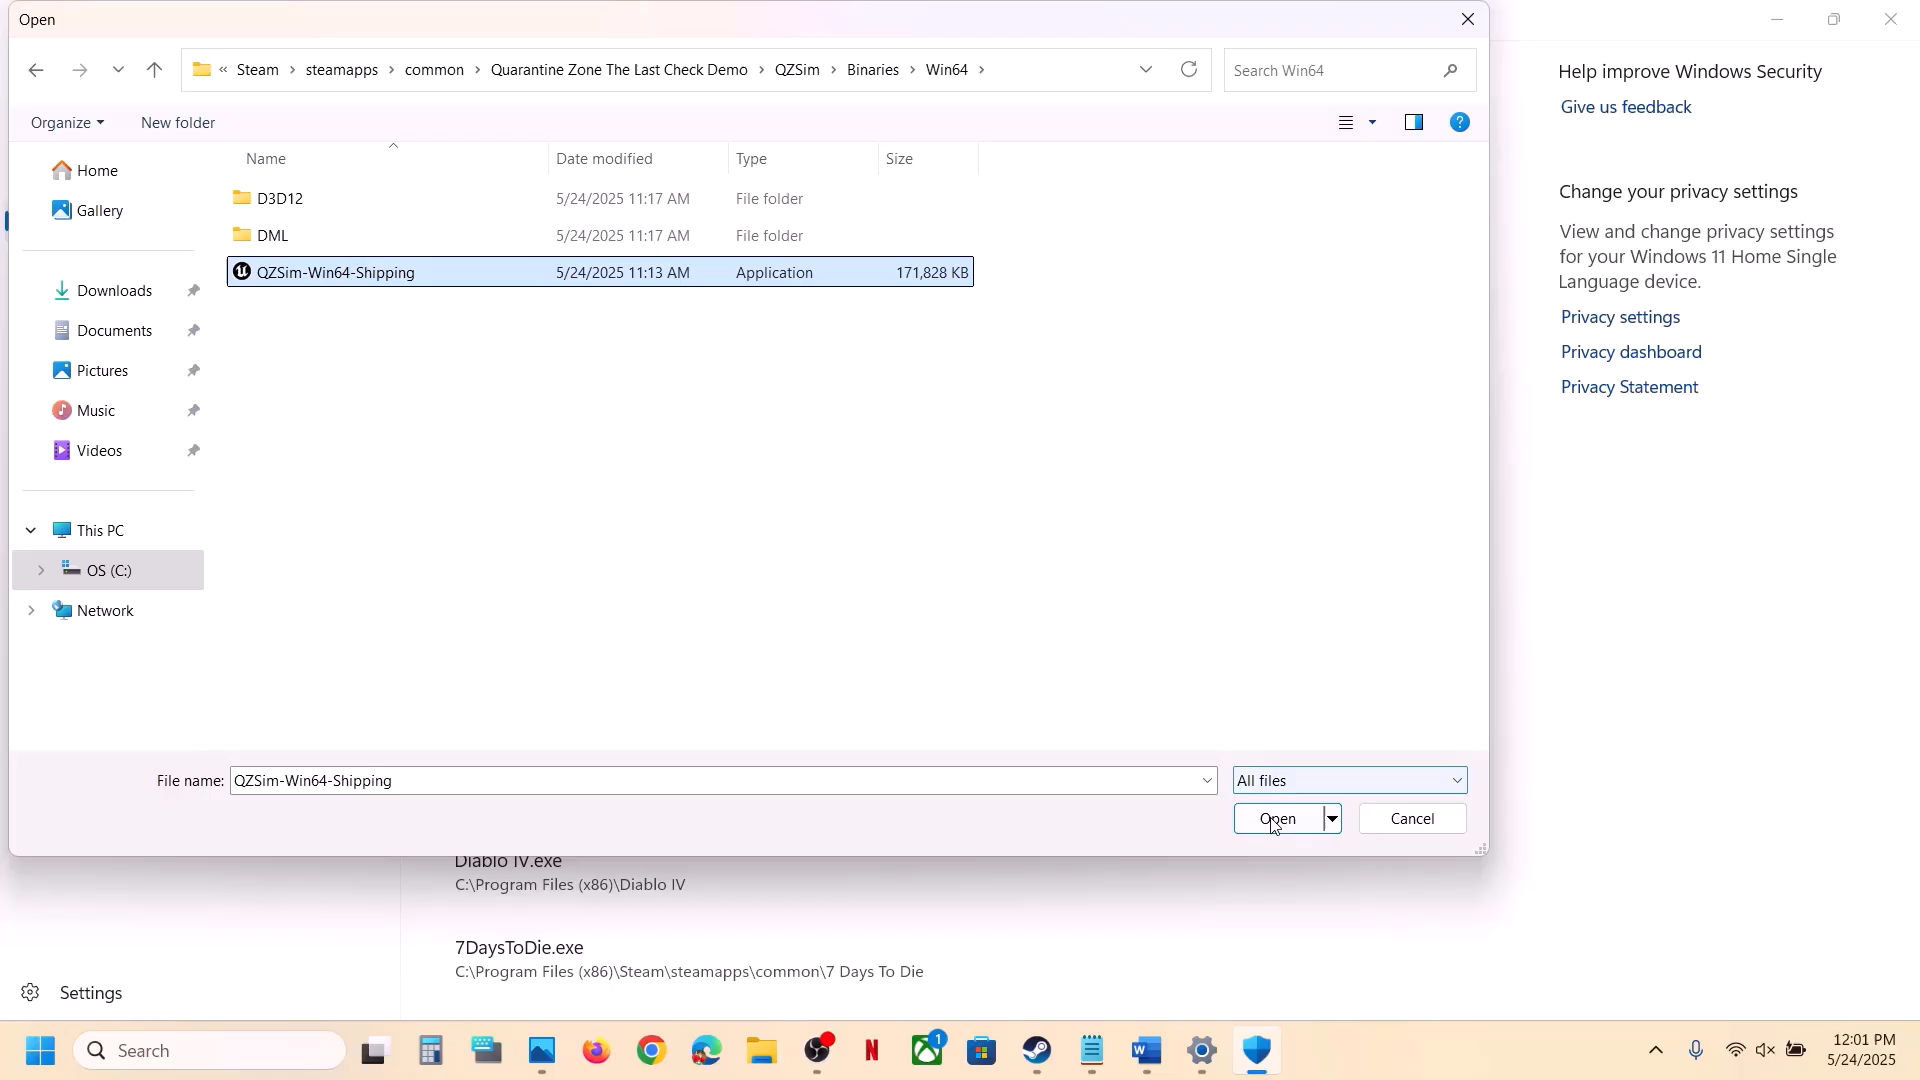 Open
« Steam > steamapps > common > Quarantine Zone The Last Check Demo > QZSim > Binaries > Win64 >
Search Win64
Organize
New folder
?
Name
Date modified
Type
Size
Home
Gallery
Downloads
Documents
Pictures
Music
Videos
This PC
OS (C:)
Network
D3D12
5/24/2025 11:17 AM
File folder
DML
5/24/2025 11:17 AM
File folder
QZSim-Win64-Shipping
5/24/2025 11:13 AM
Application
171,828 KB
File name:
QZSim-Win64-Shipping
All files
Open
Cancel
Help improve Windows Security
Give us feedback
Change your privacy settings
View and change privacy settings
for your Windows 11 Home Single
Language device.
Privacy settings
Privacy dashboard
Privacy Statement
Diablo IV.exe
C:\Program Files (x86)\Diablo IV
7DaysToDie.exe
C:\Program Files (x86)\Steam\steamapps\common\7 Days To Die
Settings
Search
N
1
W
12:01 PM
5/24/2025